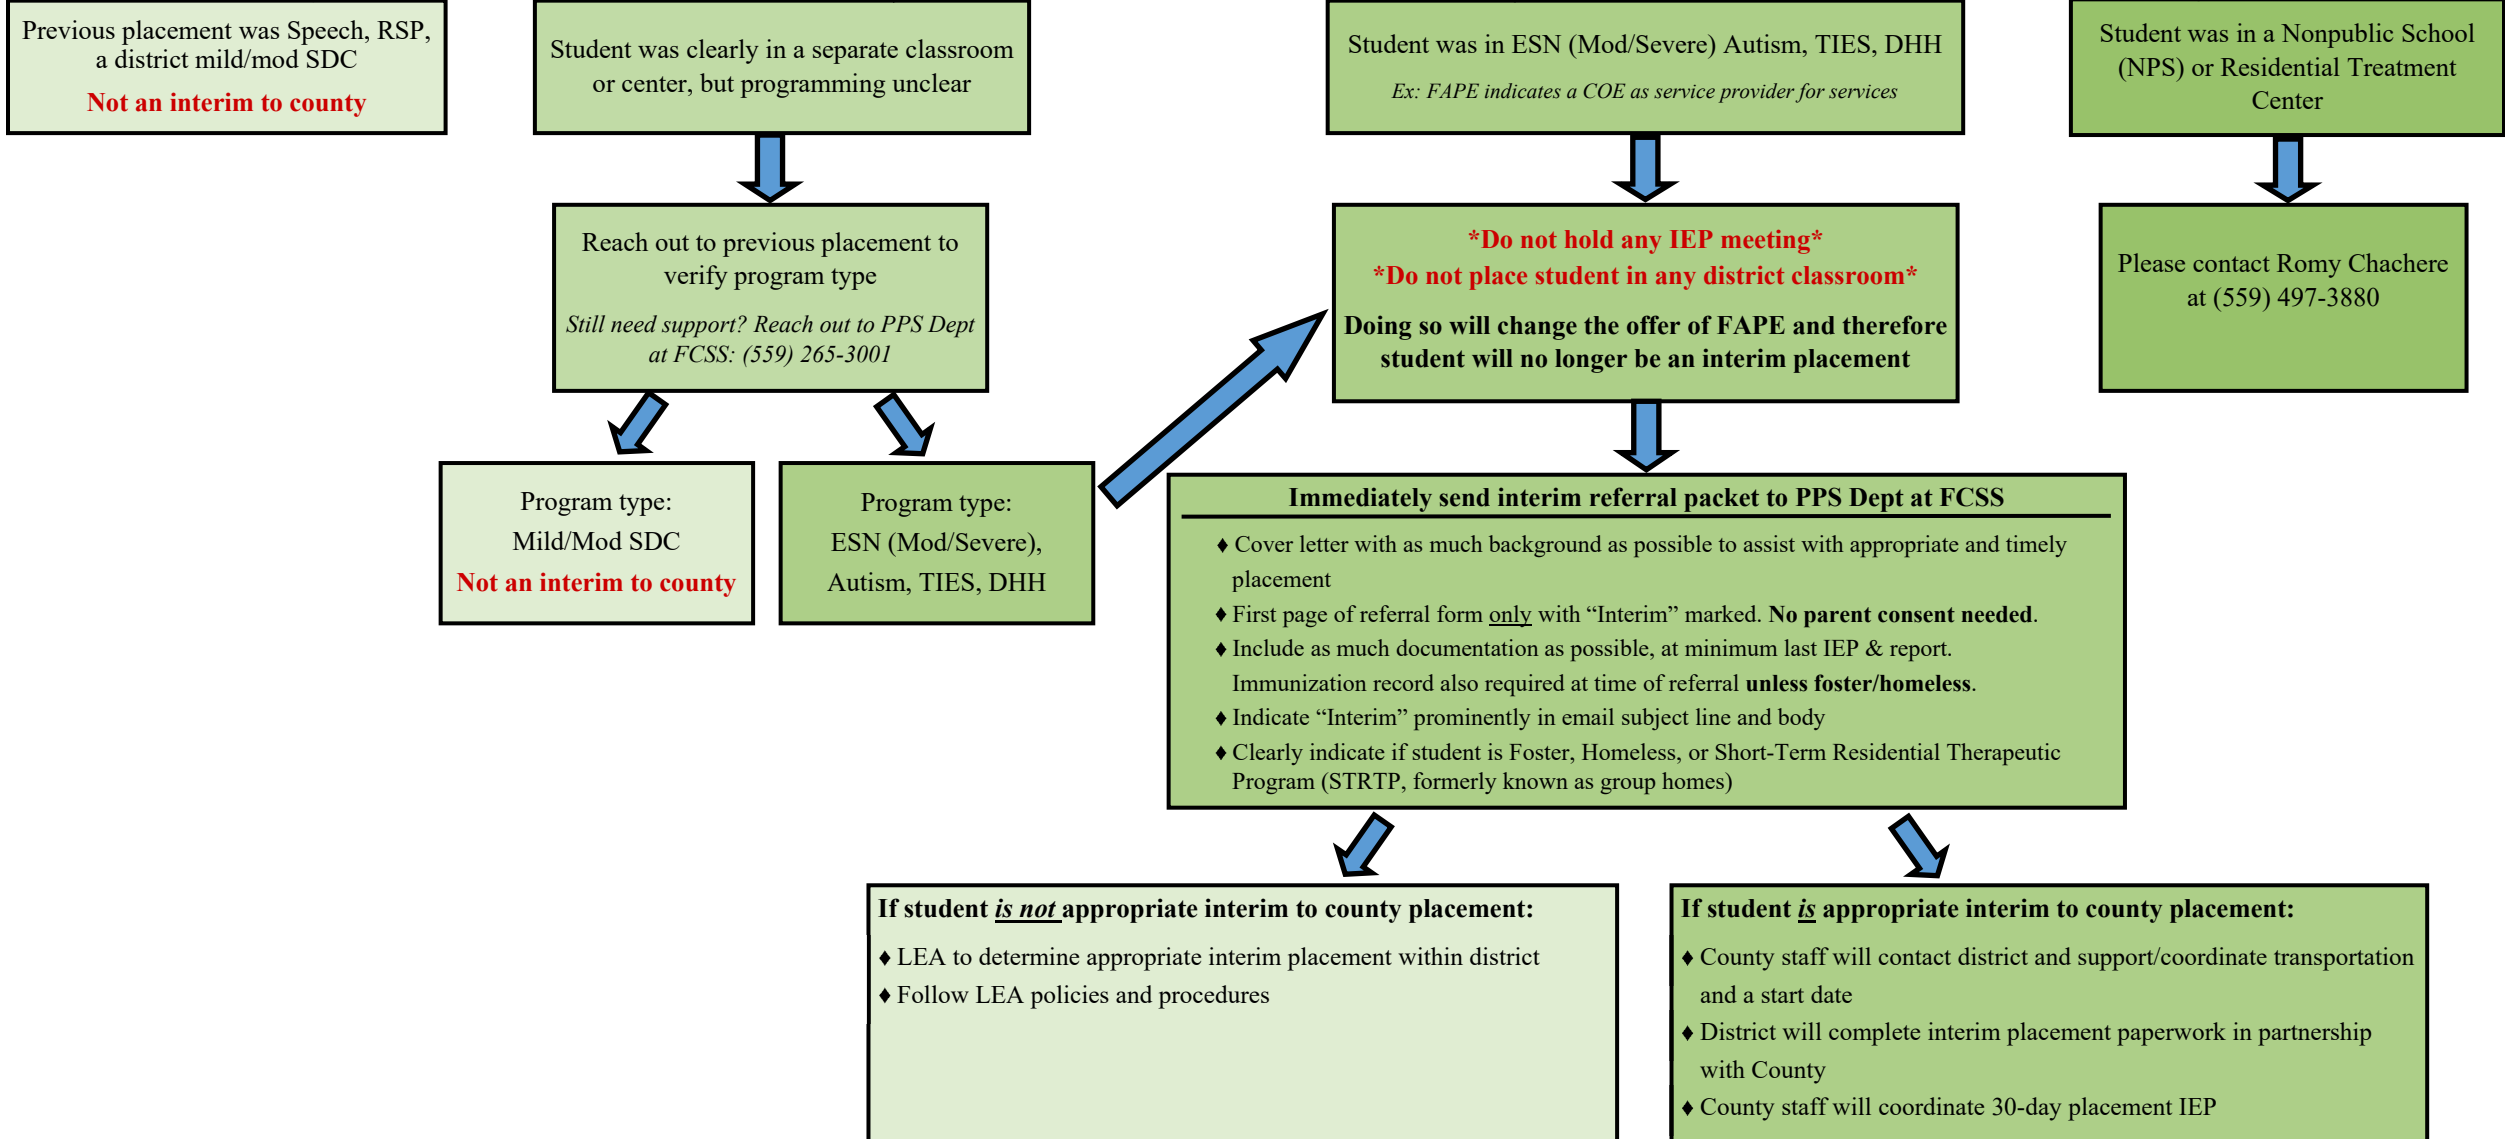 Previous placement was Speech, RSP,
a district mild/mod SDC
Not an interim to county
Student was clearly in a separate classroom
or center, but programming unclear
Student was in ESN (Mod/Severe) Autism, TIES, DHH
Ex: FAPE indicates a COE as service provider for services
Student was in a Nonpublic School
(NPS) or Residential Treatment
Center
Reach out to previous placement to
verify program type
Still need support? Reach out to PPS Dept
at FCSS: (559) 265-3001
*Do not hold any IEP meeting*
*Do not place student in any district classroom*
Doing so will change the offer of FAPE and therefore
student will no longer be an interim placement
Please contact Romy Chachere
at (559) 497-3880
Program type:
Mild/Mod SDC
Not an interim to county
Program type:
ESN (Mod/Severe),
Autism, TIES, DHH
Immediately send interim referral packet to PPS Dept at FCSS
♦ Cover letter with as much background as possible to assist with appropriate and timely
placement
♦ First page of referral form only with “Interim” marked. No parent consent needed.
♦ Include as much documentation as possible, at minimum last IEP & report.
Immunization record also required at time of referral unless foster/homeless.
♦ Indicate “Interim” prominently in email subject line and body
♦ Clearly indicate if student is Foster, Homeless, or Short-Term Residential Therapeutic
Program (STRTP, formerly known as group homes)
If student is not appropriate interim to county placement:
♦ LEA to determine appropriate interim placement within district
♦ Follow LEA policies and procedures
If student is appropriate interim to county placement:
♦ County staff will contact district and support/coordinate transportation
and a start date
♦ District will complete interim placement paperwork in partnership
with County
♦ County staff will coordinate 30-day placement IEP